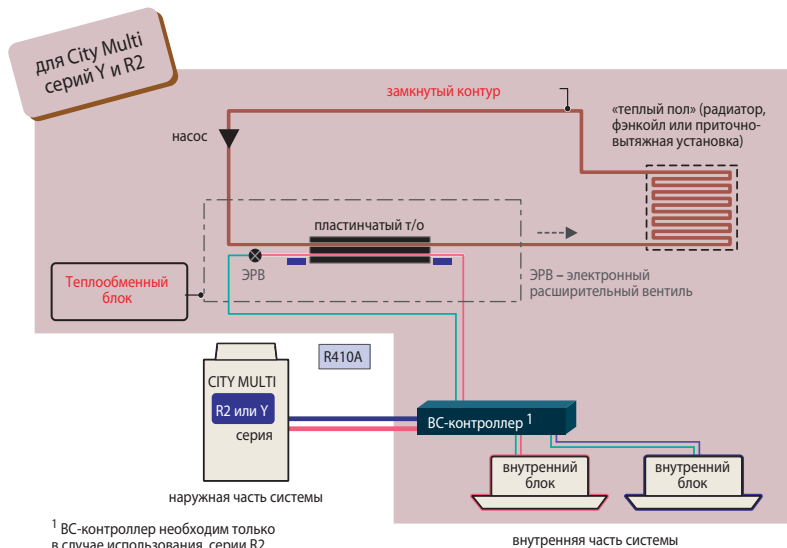 для City Multi
серий Y и R2
замкнутый контур
«теплый пол» (радиатор,
фэнкойл или приточно-
вытяжная установка)
насос
пластинчатый т/о
ЭРВ
ЭРВ – электронный
расширительный вентиль
Теплообменный
блок
R410A
CITY MULTI
R2 или Y
серия
BC-контроллер 1
внутренний
блок
внутренний
блок
наружная часть системы
1 BC-контроллер необходим только
в случае использования серии R2
внутренняя часть системы